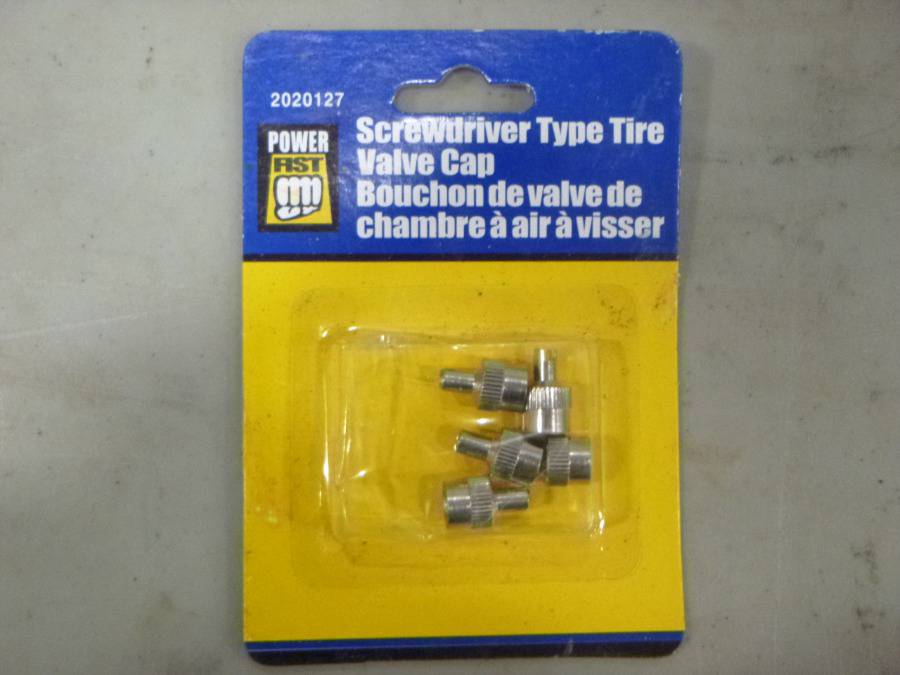 2020127
POWER
FIST
Screwdriver Type Tire
Valve Cap
Bouchon de valve de
chambre à air à visser